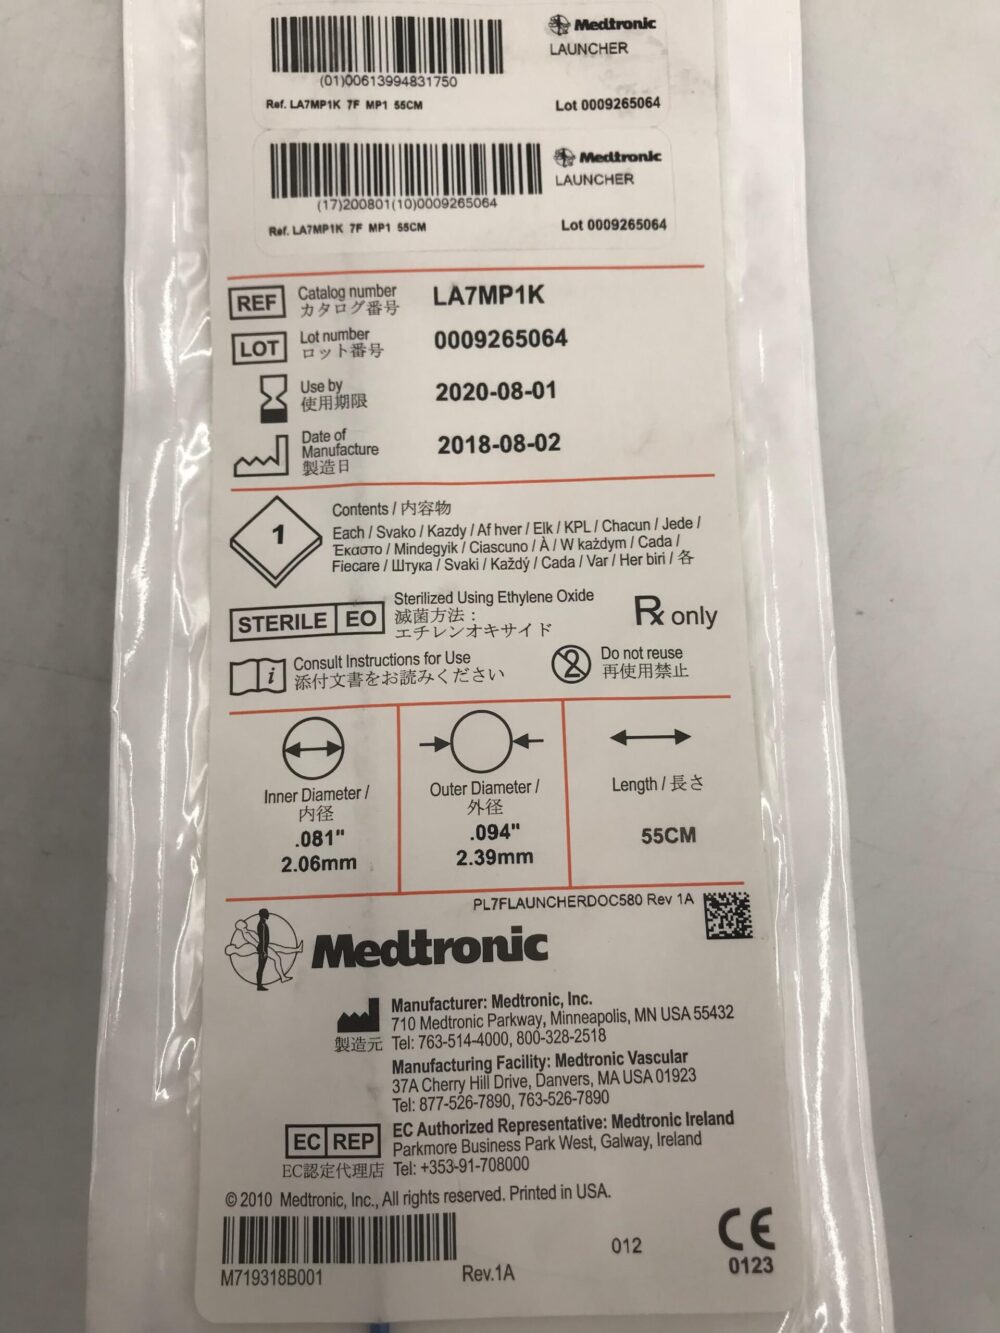 Medtronic
LAUNCHER
(01)00613994831750
Ref. LA7MP1K 7F MP1 55CM
Lot 0009265064
Medtronic
LAUNCHER
(17)200801(10)0009265064
Ref. LA7MP1K 7F MP1 55CM
Lot 0009265064
REF Catalog number LA7MP1K
カタログ番号
LOT Lot number 0009265064
ロット番号
Use by 2020-08-01
使用期限
Date of
Manufacture 2018-08-02
製造日
1
Contents / 内容物
Each / Svako / Kazdy / Af hver / Elk / KPL / Chacun / Jede /
Έκαστο / Mindegyik / Ciascuno / À / W każdym / Cada /
Fiecare / Штука / Svaki / Každý / Cada / Var / Her biri / 各
STERILE EO
Sterilized Using Ethylene Oxide
滅菌方法：
エチレンオキサイド
Rx only
i
Consult Instructions for Use
添付文書をお読みください
2
Do not reuse
再使用禁止
Inner Diameter /
内径
.081"
2.06mm
Outer Diameter /
外径
.094"
2.39mm
Length / 長さ
55CM
PL7FLAUNCHERDOC580 Rev 1A
Medtronic
製造元
Manufacturer: Medtronic, Inc.
710 Medtronic Parkway, Minneapolis, MN USA 55432
Tel: 763-514-4000, 800-328-2518
Manufacturing Facility: Medtronic Vascular
37A Cherry Hill Drive, Danvers, MA USA 01923
Tel: 877-526-7890, 763-526-7890
EC REP
EC認定代理店
EC Authorized Representative: Medtronic Ireland
Parkmore Business Park West, Galway, Ireland
Tel: +353-91-708000
© 2010 Medtronic, Inc., All rights reserved. Printed in USA.
M719318B001
Rev.1A
012
CE
0123